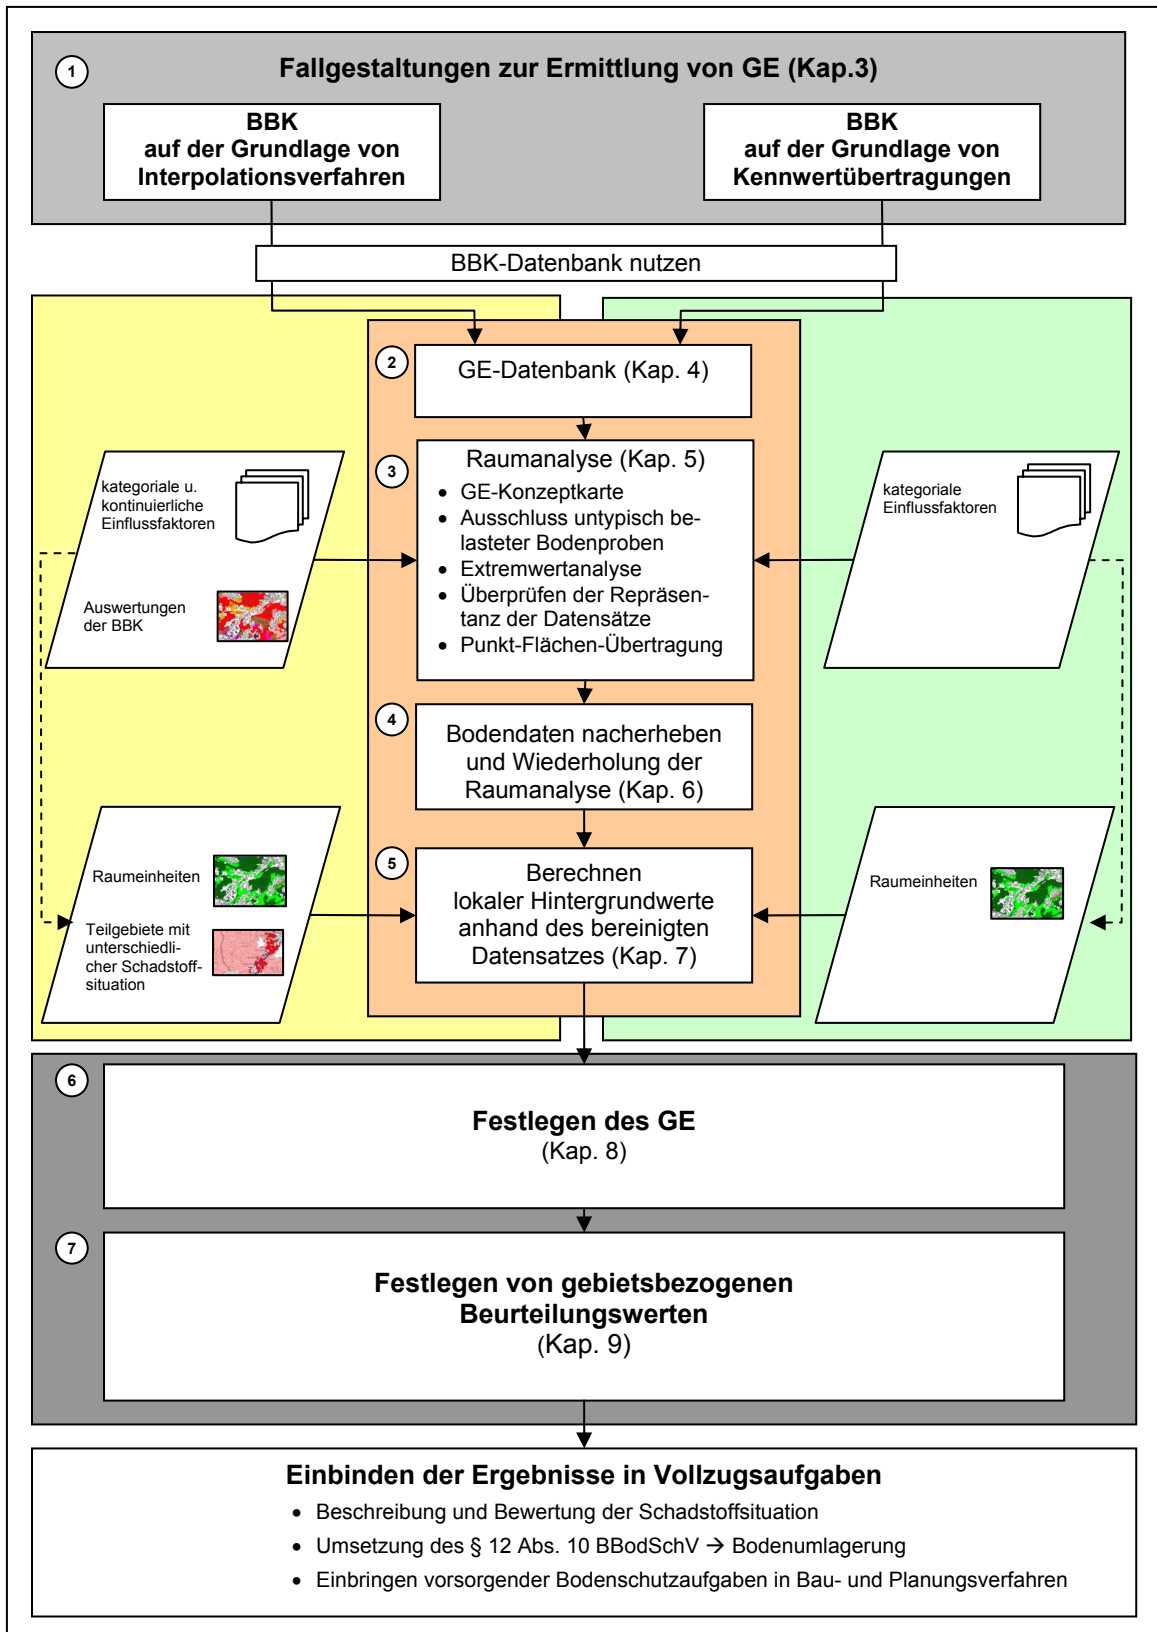 1
Fallgestaltungen zur Ermittlung von GE (Kap.3)
BBK
auf der Grundlage von
Interpolationsverfahren
BBK
auf der Grundlage von
Kennwertübertragungen
BBK-Datenbank nutzen
2
GE-Datenbank (Kap. 4)
3
Raumanalyse (Kap. 5)
• GE-Konzeptkarte
• Ausschluss untypisch be-
lasteter Bodenproben
• Extremwertanalyse
• Überprüfen der Repräsen-
tanz der Datensätze
• Punkt-Flächen-Übertragung
kategoriale u.
kontinuierliche
Einflussfaktoren
Auswertungen
der BBK
kategoriale
Einflussfaktoren
4
Bodendaten nacherheben
und Wiederholung der
Raumanalyse (Kap. 6)
5
Berechnen
lokaler Hintergrundwerte
anhand des bereinigten
Datensatzes (Kap. 7)
Raumeinheiten
Teilgebiete mit
unterschiedli-
cher Schadstoff-
situation
Raumeinheiten
6
Festlegen des GE
(Kap. 8)
7
Festlegen von gebietsbezogenen
Beurteilungswerten
(Kap. 9)
Einbinden der Ergebnisse in Vollzugsaufgaben
• Beschreibung und Bewertung der Schadstoffsituation
• Umsetzung des § 12 Abs. 10 BBodSchV → Bodenumlagerung
• Einbringen vorsorgender Bodenschutzaufgaben in Bau- und Planungsverfahren